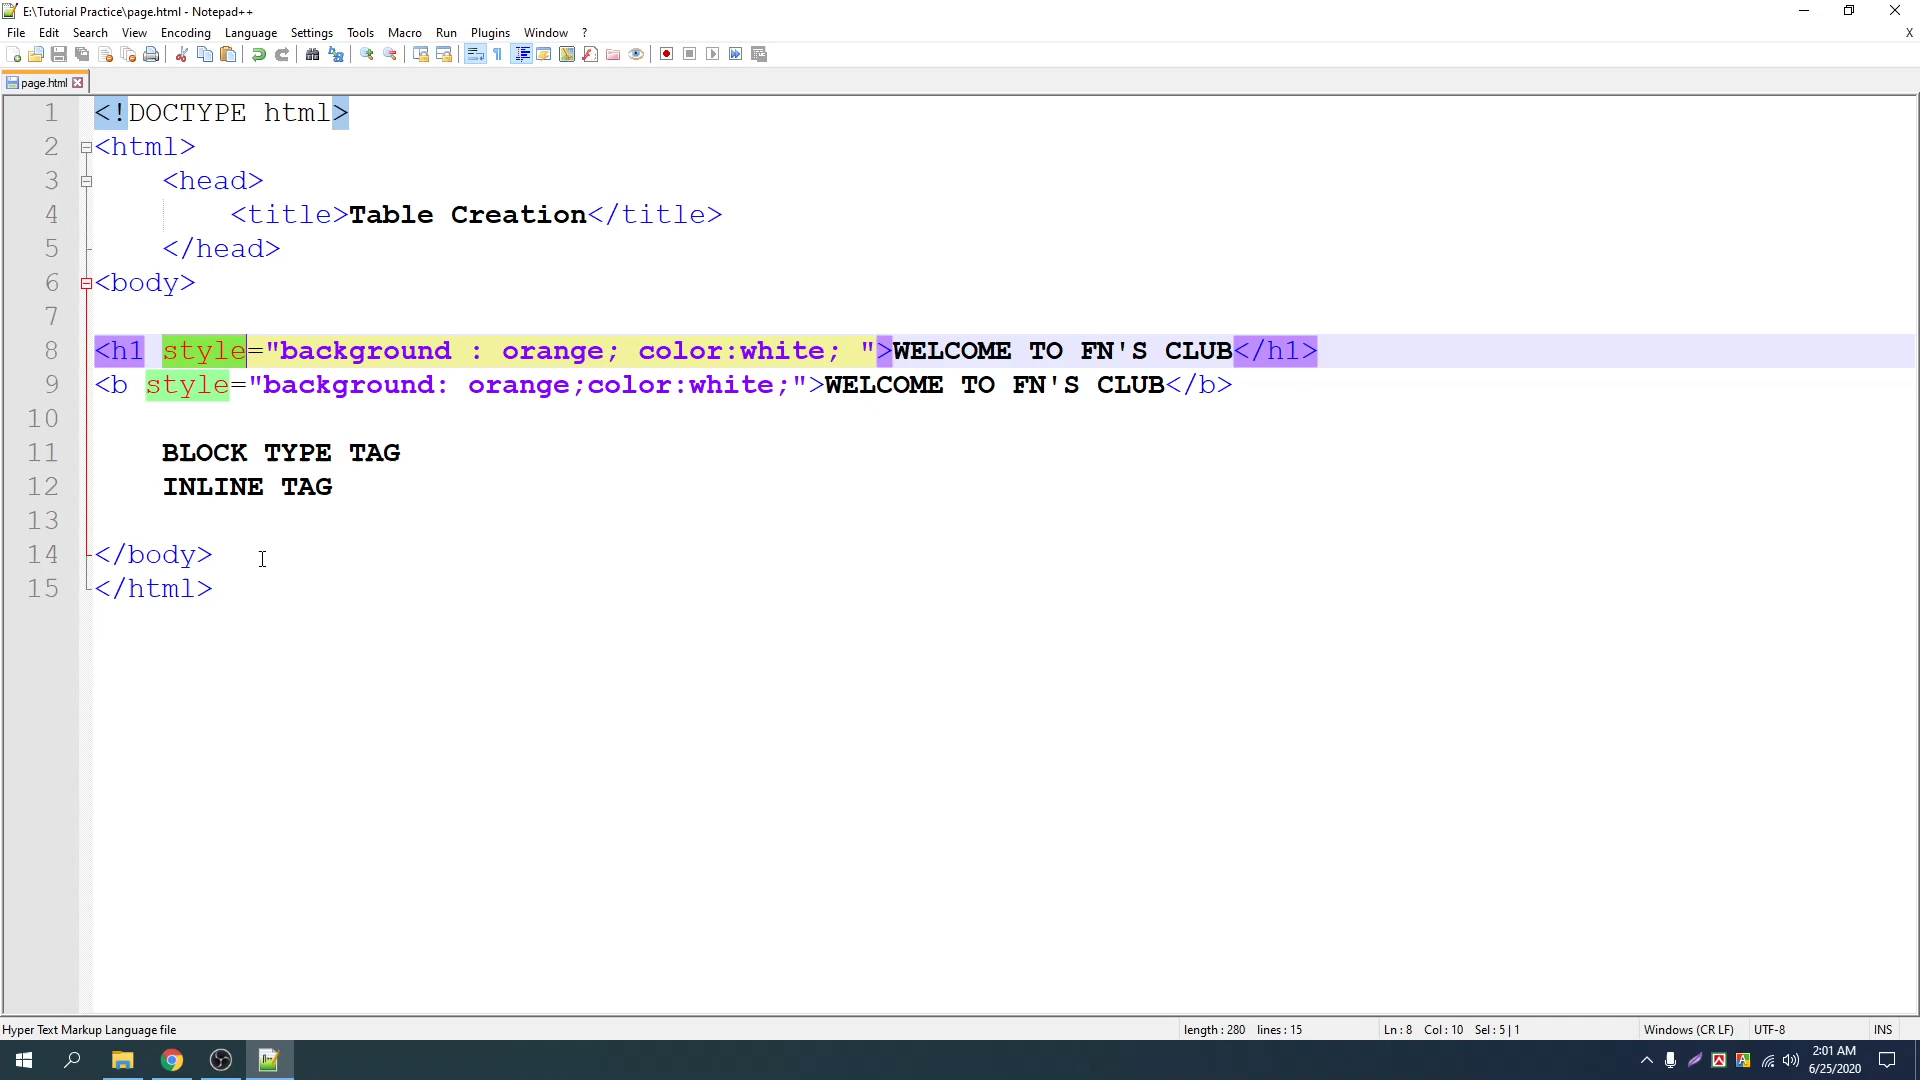 E:\Tutorial Practice\page.html - Notepad++
File Edit Search View Encoding Language Settings Tools Macro Run Plugins Window ? X
page.html
1 <!DOCTYPE html>
2 <html>
3 <head>
4 <title>Table Creation</title>
5 </head>
6 <body>
7
8 <h1 style="background : orange; color:white; ">WELCOME TO FN'S CLUB</h1>
9 <b style="background: orange;color:white;">WELCOME TO FN'S CLUB</b>
10
11 BLOCK TYPE TAG
12 INLINE TAG
13
14 </body>
15 </html>
Hyper Text Markup Language file length : 280 lines : 15 Ln : 8 Col : 10 Sel : 5 | 1 Windows (CR LF) UTF-8 INS
2:01 AM
6/25/2020